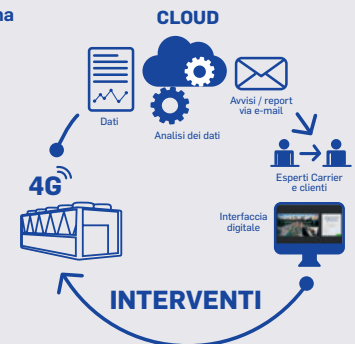 na
CLOUD
Dati
Analisi dei dati
Avvisi / report
via e-mail
4G
Esperti Carrier
e clienti
Interfaccia
digitale
INTERVENTI